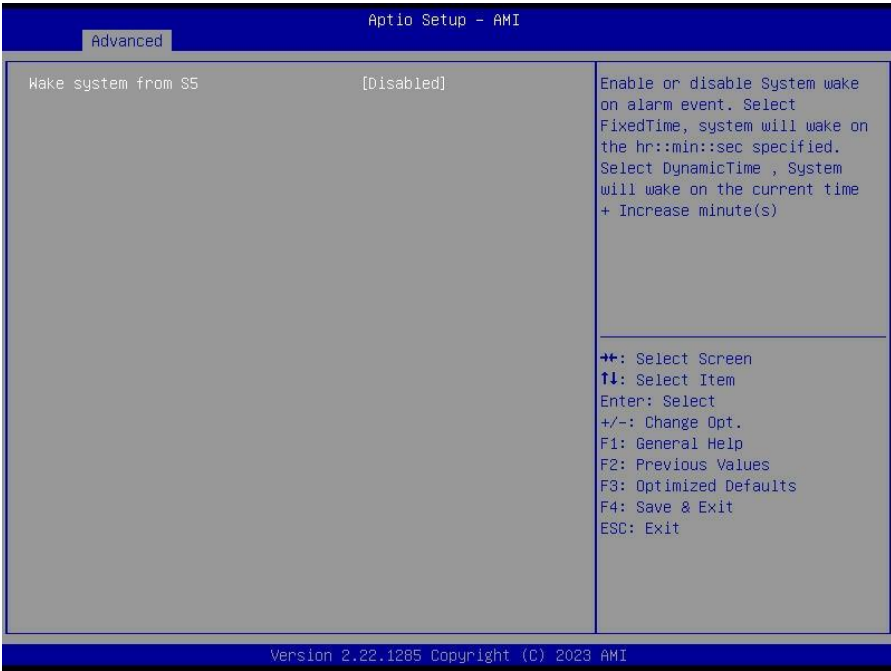 Aptio Setup - AMI
Advanced
Wake system from S5 [Disabled]
Enable or disable System wake
on alarm event. Select
FixedTime, system will wake on
the hr::min::sec specified.
Select DynamicTime , System
will wake on the current time
+ Increase minute(s)
→←: Select Screen
↑↓: Select Item
Enter: Select
+/-: Change Opt.
F1: General Help
F2: Previous Values
F3: Optimized Defaults
F4: Save & Exit
ESC: Exit
Version 2.22.1285 Copyright (C) 2023 AMI